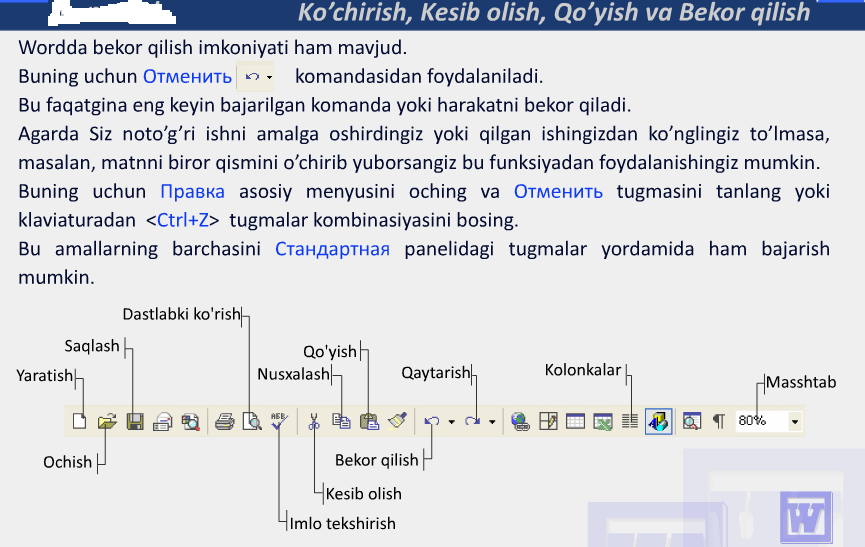 Ko’chirish, Kesib olish, Qo’yish va Bekor qilish
Wordda bekor qilish imkoniyati ham mavjud.
Buning uchun Отменить komandasidan foydalaniladi.
Bu faqatgina eng keyin bajarilgan komanda yoki harakatni bekor qiladi.
Agarda Siz noto’g’ri ishni amalga oshirdingiz yoki qilgan ishingizdan ko’nglingiz to’lmasa,
masalan, matnni biror qismini o’chirib yuborsangiz bu funksiyadan foydalanishingiz mumkin.
Buning uchun Правка asosiy menyusini oching va Отменить tugmasini tanlang yoki
klaviaturadan <Ctrl+Z> tugmalar kombinasiyasini bosing.
Bu amallarning barchasini Стандартная panelidagi tugmalar yordamida ham bajarish
mumkin.
Dastlabki ko'rish
Saqlash
Qo'yish
Yaratish
Nusxalash
Qaytarish
Kolonkalar
Masshtab
80%
Ochish
Bekor qilish
Kesib olish
Imlo tekshirish
W